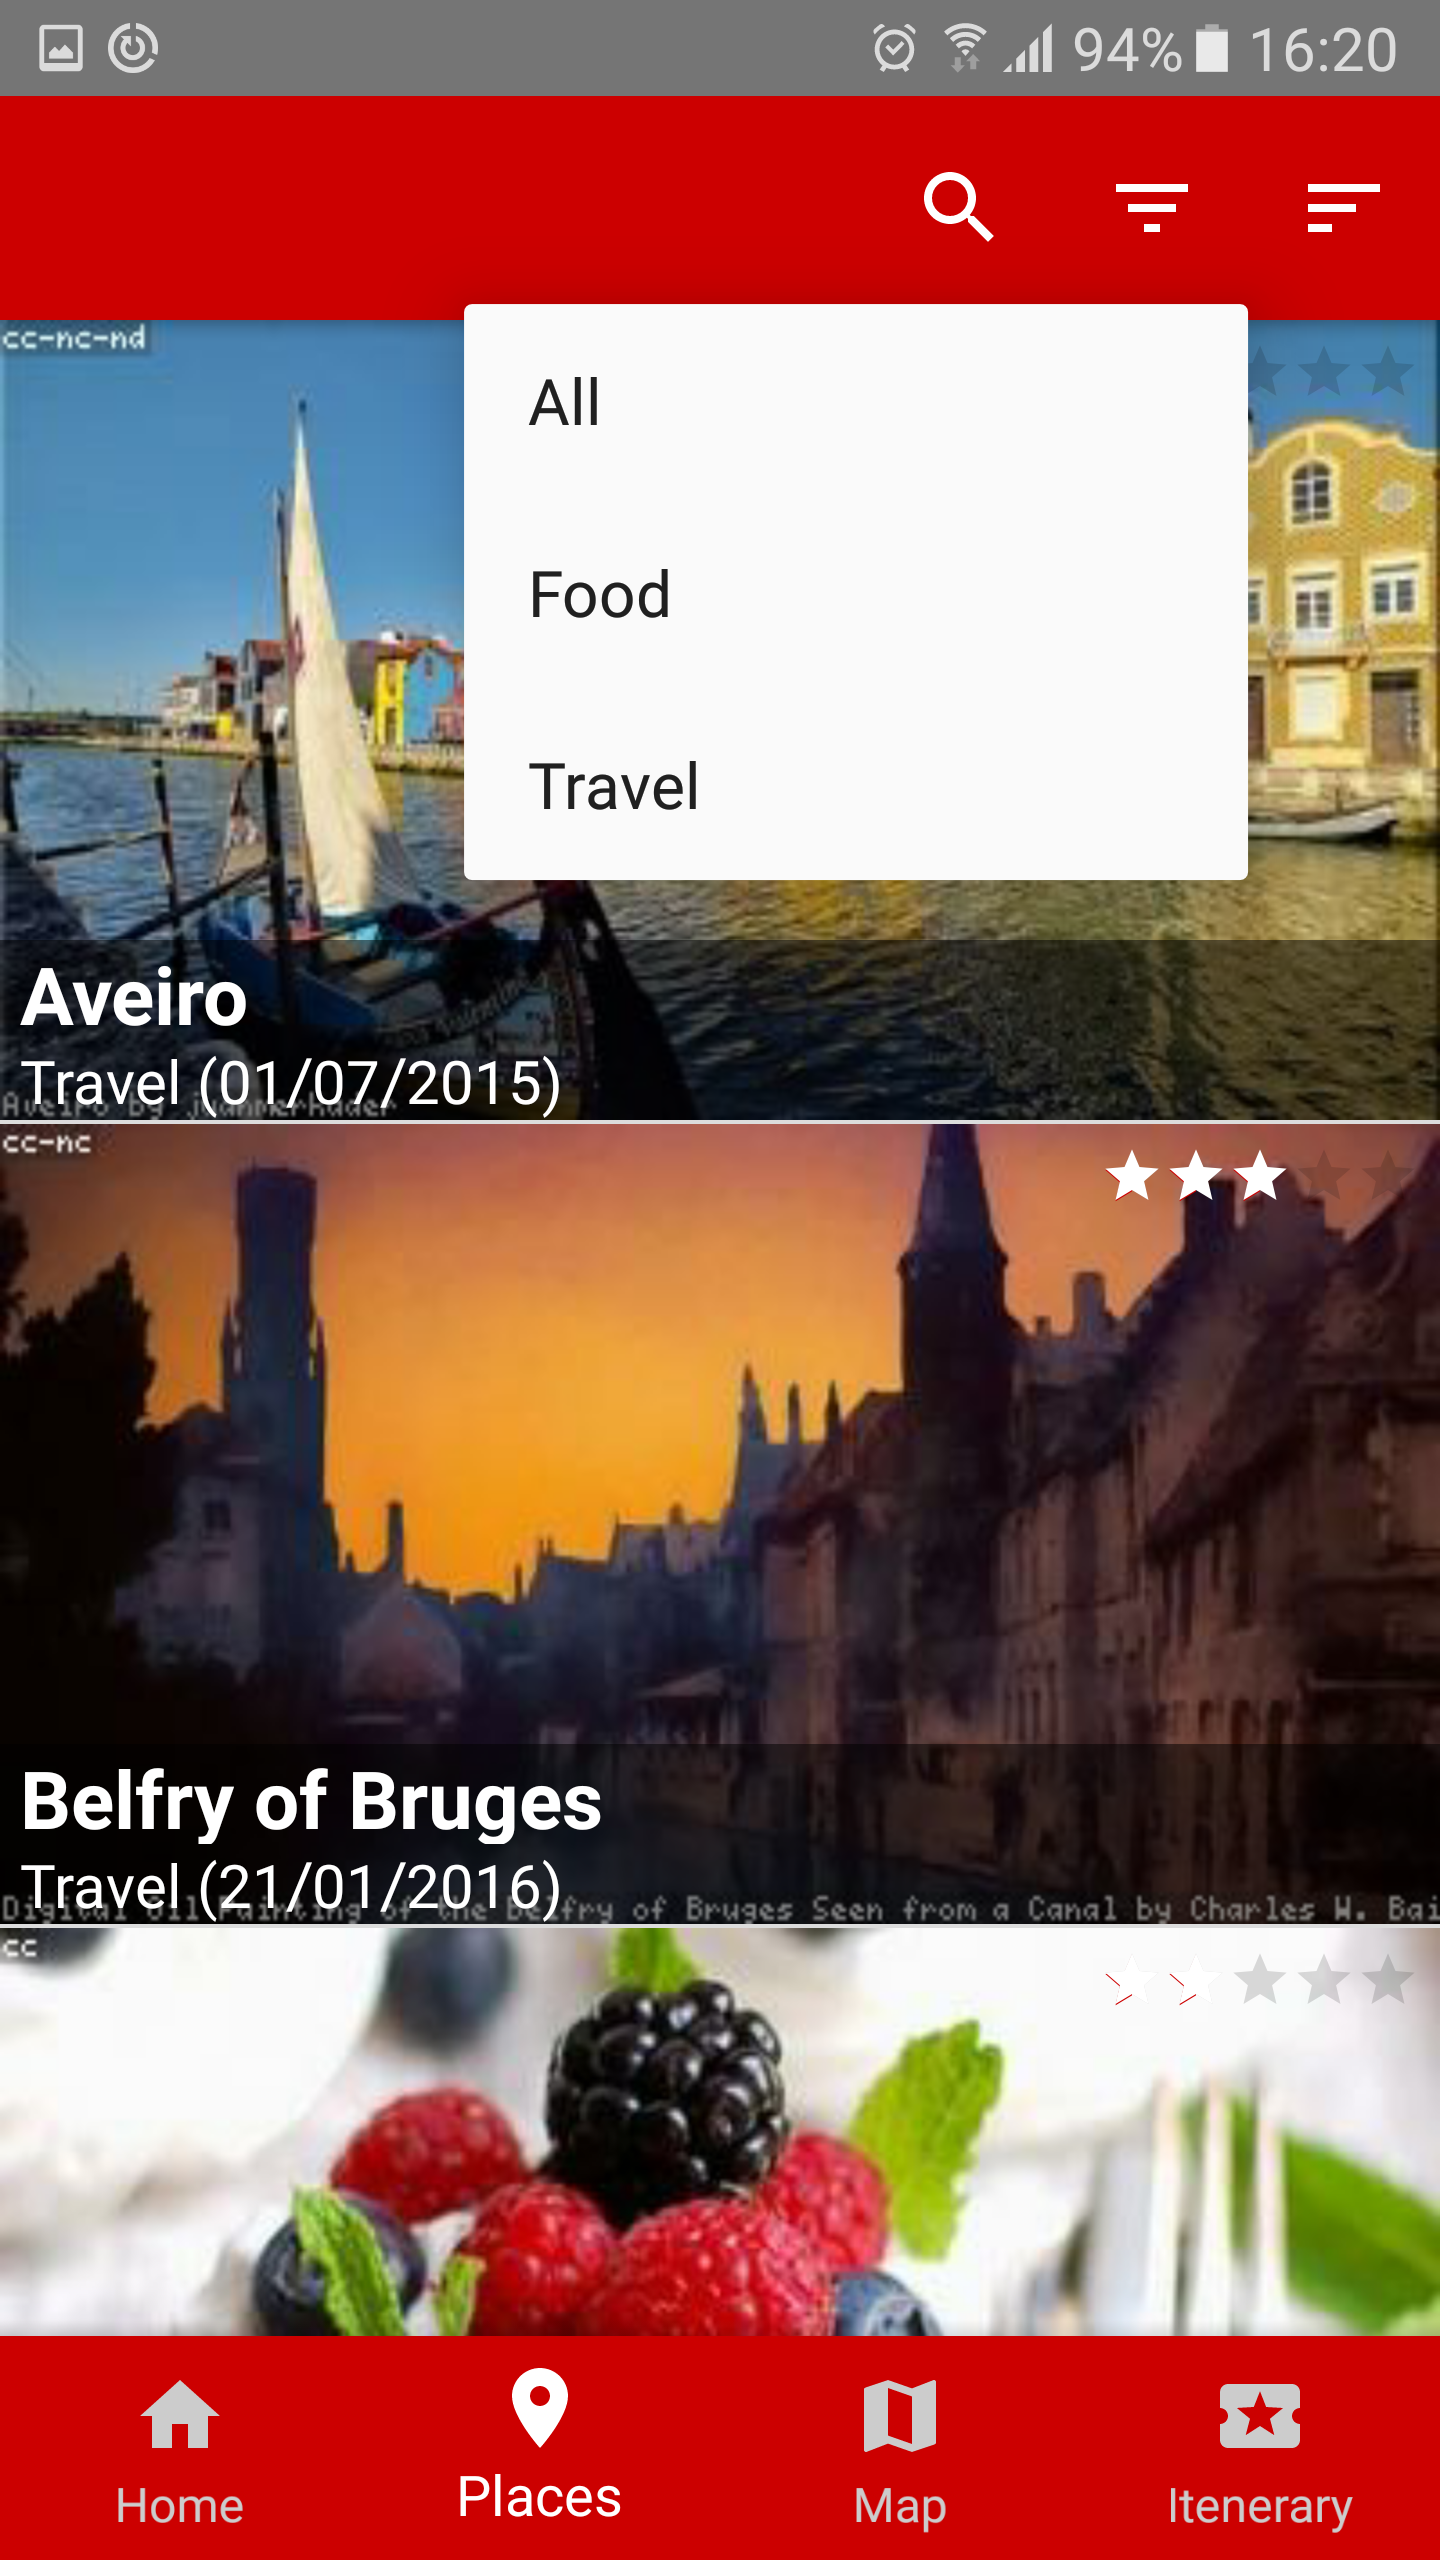 94% 16:20
cc-nc-nd
All
Food
Travel
Aveiro
Travel (01/07/2015)
Aveiro by
cc-nc
Belfry of Bruges
Travel (21/01/2016)
Digital Oil Painting of the Belfry of Bruges Seen from a Canal by Charles W. Bai
cc
Home
Places
Map
Itenerary